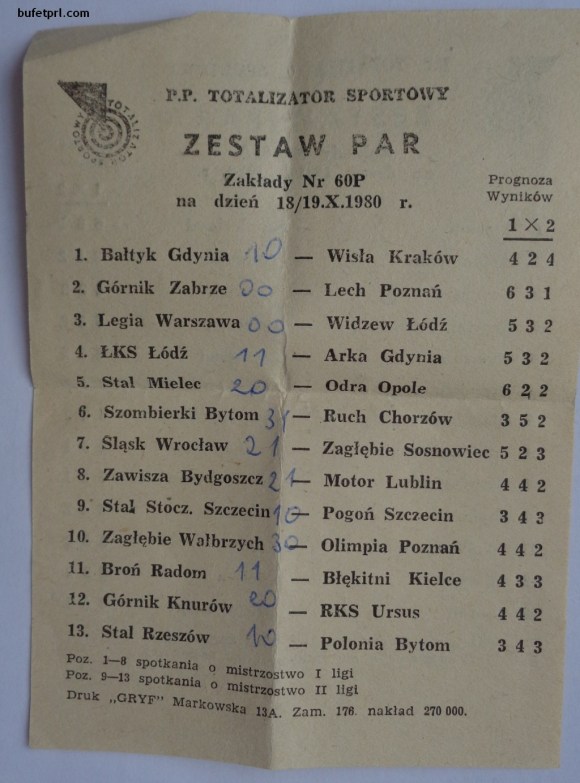 bufetprl.com
TOTALIZATOR SPORTOWY
P.P. TOTALIZATOR SPORTOWY
ZESTAW PAR
Zakłady Nr 60P
na dzień 18/19.X.1980 r.
Prognoza
Wyników
1 X 2
1. Bałtyk Gdynia 10 — Wisła Kraków 4 2 4
2. Górnik Zabrze 00 — Lech Poznań 6 3 1
3. Legia Warszawa 00 — Widzew Łódź 5 3 2
4. ŁKS Łódź 11 — Arka Gdynia 5 3 2
5. Stal Mielec 20 — Odra Opole 6 2 2
6. Szombierki Bytom 31 — Ruch Chorzów 3 5 2
7. Śląsk Wrocław 21 — Zagłębie Sosnowiec 5 2 3
8. Zawisza Bydgoszcz 21 — Motor Lublin 4 4 2
9. Stal Stocz. Szczecin 10 — Pogoń Szczecin 3 4 3
10. Zagłębie Wałbrzych 30 — Olimpia Poznań 4 4 2
11. Broń Radom 11 — Błękitni Kielce 4 3 3
12. Górnik Knurów 20 — RKS Ursus 4 4 2
13. Stal Rzeszów 10 — Polonia Bytom 3 4 3
Poz. 1—8 spotkania o mistrzostwo I ligi
Poz. 9—13 spotkania o mistrzostwo II ligi
Druk „GRYF" Markowska 13A. Zam. 176. nakład 270 000.